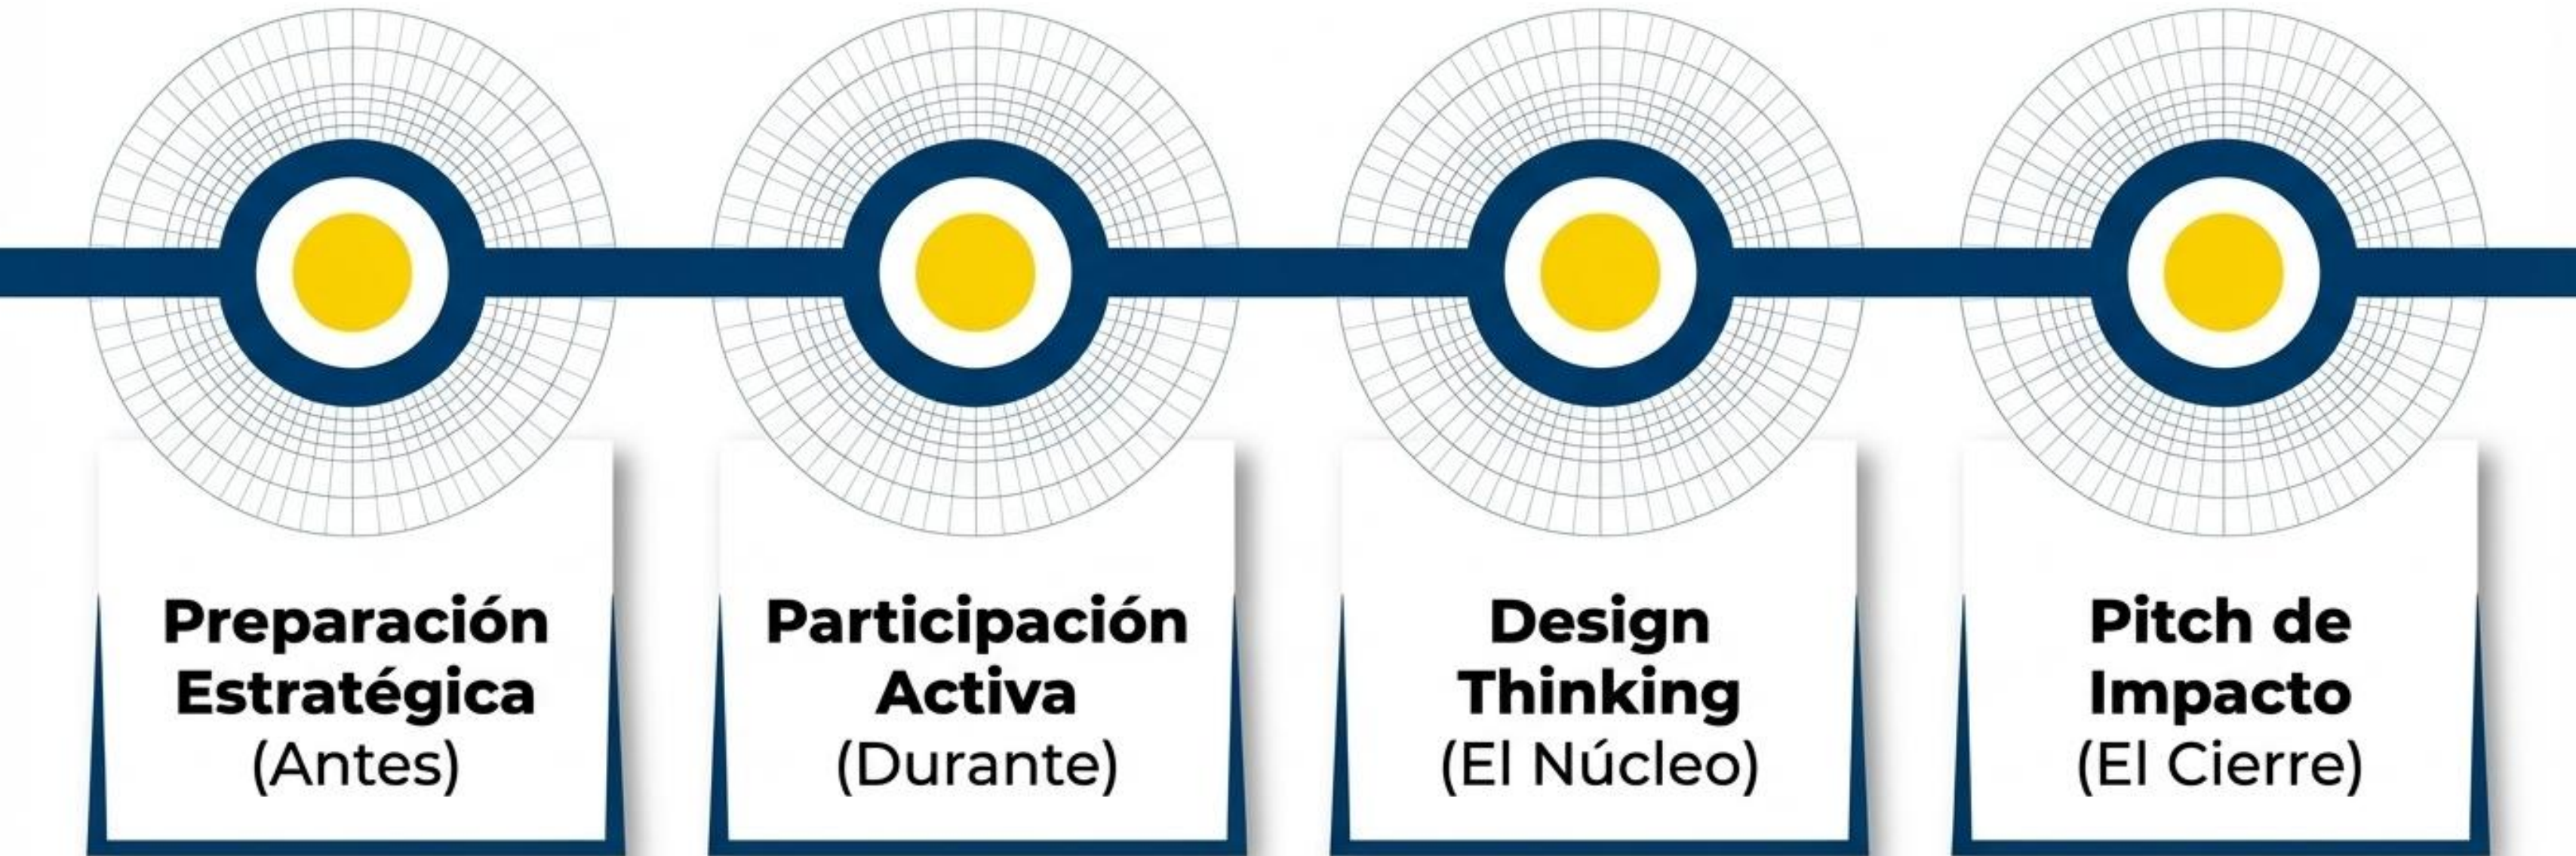 Preparación
Estratégica
(Antes)
Participación
Activa
(Durante)
Design
Thinking
(El Núcleo)
Pitch de
Impacto
(El Cierre)